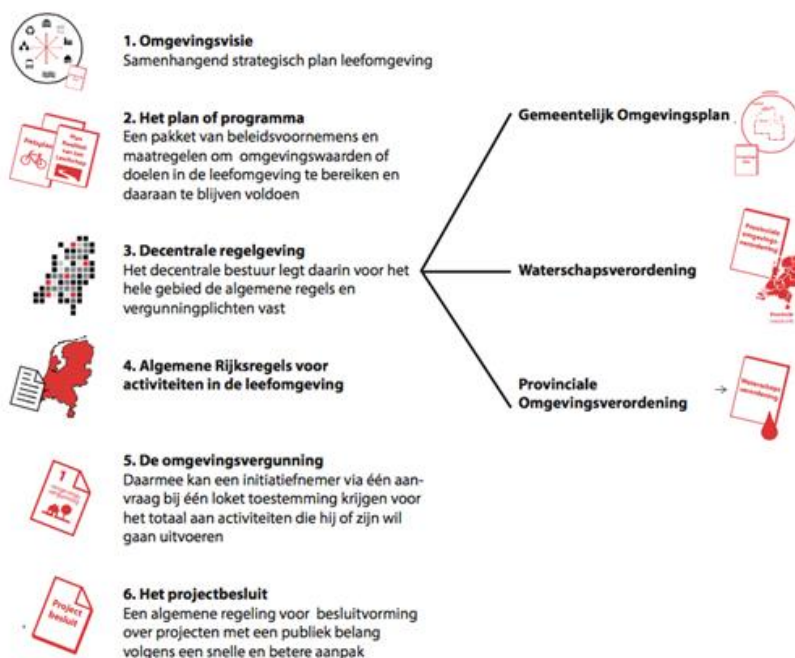 1. Omgevingsvisie
Samenhangend strategisch plan leefomgeving
2. Het plan of programma
Een pakket van beleidsvoornemens en
maatregelen om omgevingswaarden of
doelen in de leefomgeving te bereiken en
daaraan te blijven voldoen
3. Decentrale regelgeving
Het decentrale bestuur legt daarin voor het
hele gebied de algemene regels en
vergunningplichten vast
4. Algemene Rijksregels voor
activiteiten in de leefomgeving
5. De omgevingsvergunning
Daarmee kan een initiatiefnemer via één aan-
vraag bij één loket toestemming krijgen voor
het totaal aan activiteiten die hij of zijn wil
gaan uitvoeren
1
Project
besluit
6. Het projectbesluit
Een algemene regeling voor besluitvorming
over projecten met een publiek belang
volgens een snelle en betere aanpak
Gemeentelijk Omgevingsplan
Waterschapsverordening
Provinciale
omgevings
verordening
Provinciale
Omgevingsverordening
Waterschaps
verordening